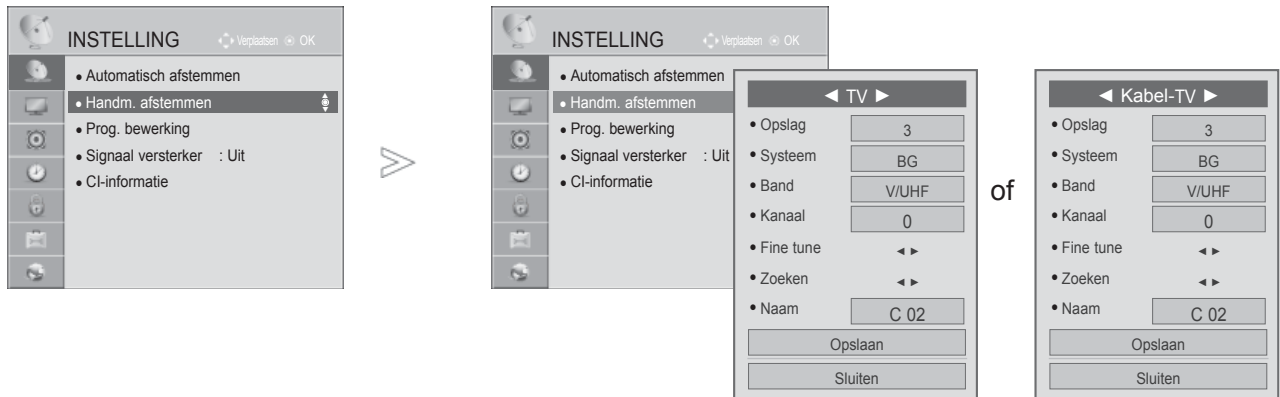 INSTELLING Verplaatsen OK
• Automatisch afstemmen
• Handm. afstemmen
• Prog. bewerking
• Signaal versterker : Uit
• CI-informatie
INSTELLING Verplaatsen OK
• Automatisch afstemmen
• Handm. afstemmen
• Prog. bewerking
• Signaal versterker : Uit
• CI-informatie
◄ TV ►
• Opslag 3
• Systeem BG
• Band V/UHF
• Kanaal 0
• Fine tune ◄ ►
• Zoeken ◄ ►
• Naam C 02
Opslaan
Sluiten
of
◄ Kabel-TV ►
• Opslag 3
• Systeem BG
• Band V/UHF
• Kanaal 0
• Fine tune ◄ ►
• Zoeken ◄ ►
• Naam C 02
Opslaan
Sluiten